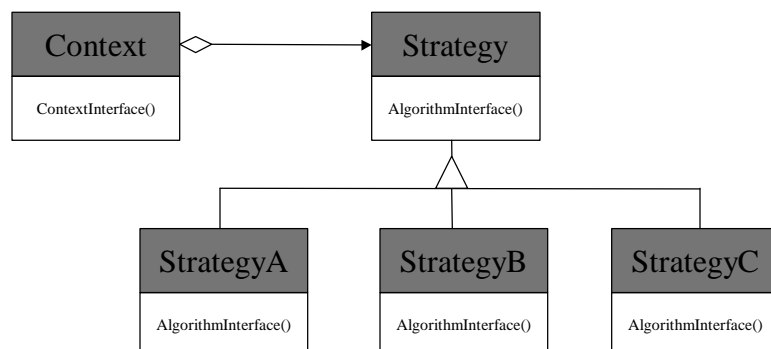 Context
Strategy
ContextInterface()
AlgorithmInterface()
StrategyA
StrategyB
StrategyC
AlgorithmInterface()
AlgorithmInterface()
AlgorithmInterface()